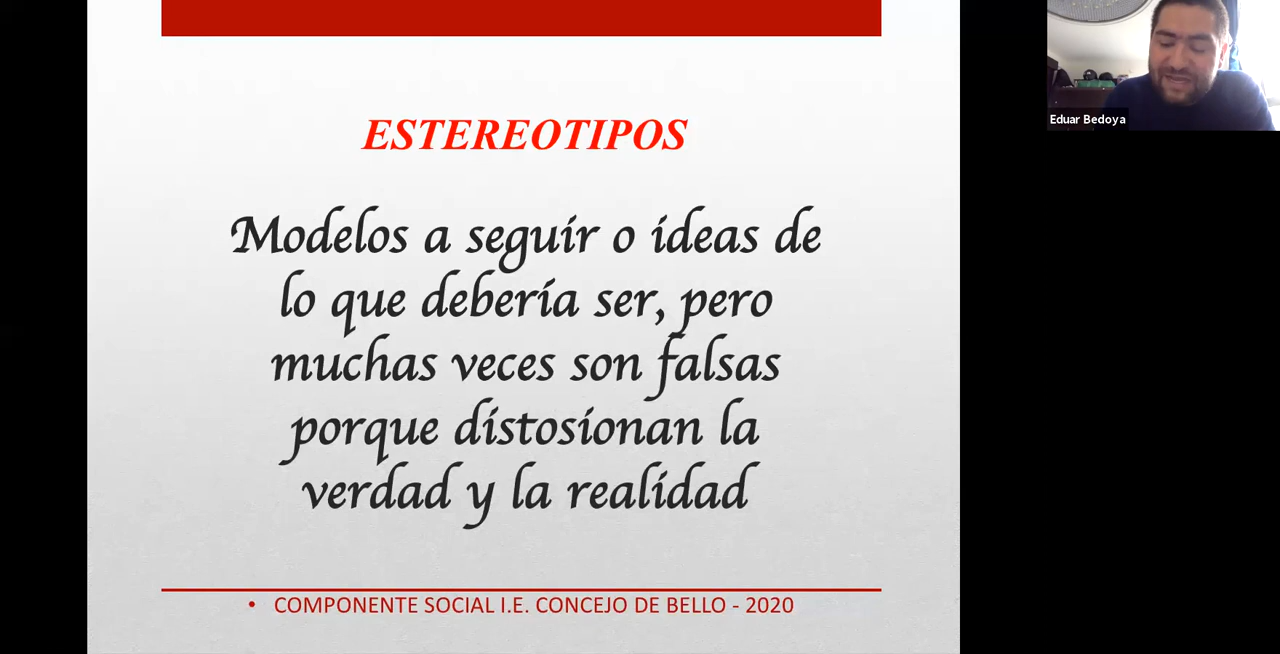 ESTEREOTIPOS
Modelos a seguir o ideas de
lo que debería ser, pero
muchas veces son falsas
porque distosionan la
verdad y la realidad
• COMPONENTE SOCIAL I.E. CONCEJO DE BELLO - 2020
Eduar Bedoya